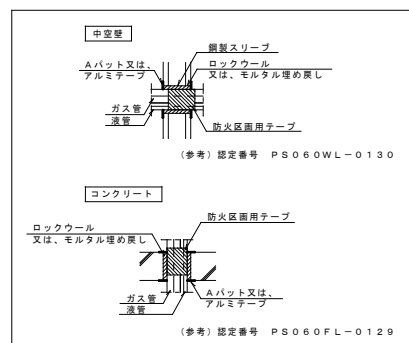 中空壁
鋼製スリーブ
Aパット又は、
アルミテープ
ロックウール
又は、モルタル埋め戻し
ガス管
液管
防火区画用テープ
(参考)認定番号 PS060WL-0130
コンクリート
ロックウール
又は、モルタル埋め戻し
防火区画用テープ
ガス管
液管
Aパット又は、
アルミテープ
(参考)認定番号 PS060FL-0129